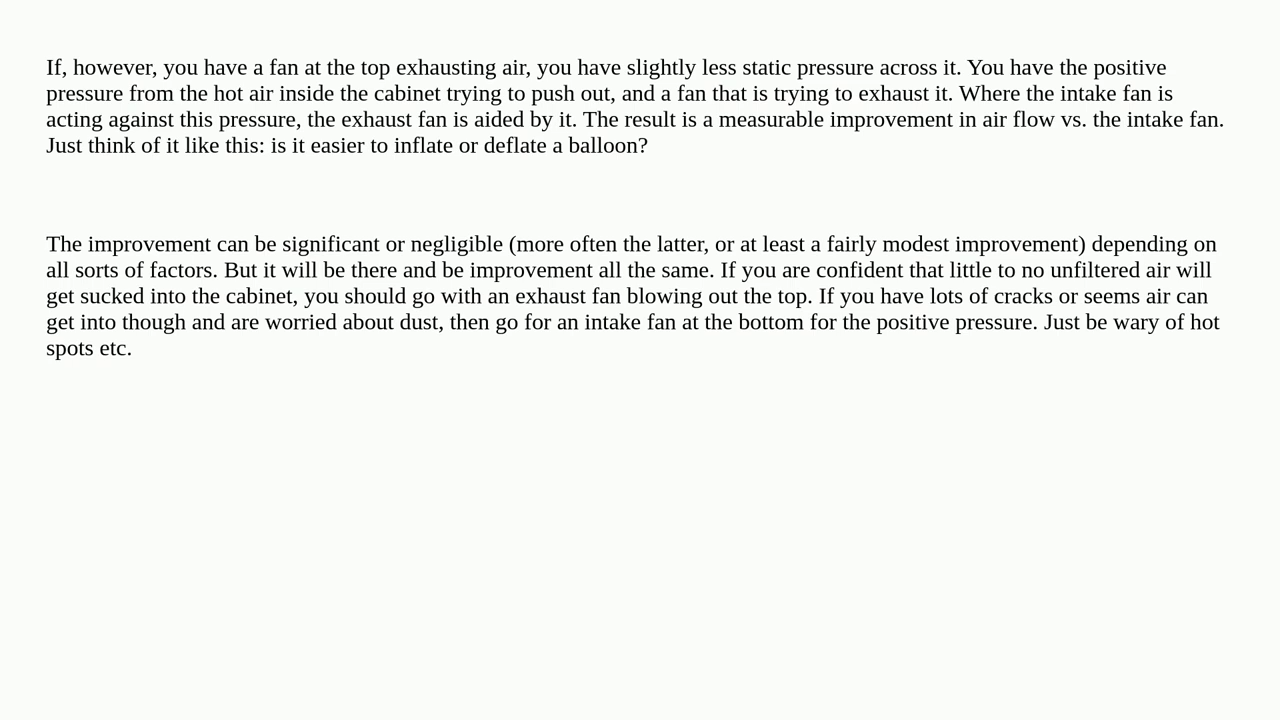 If, however, you have a fan at the top exhausting air, you have slightly less static pressure across it. You have the positive
pressure from the hot air inside the cabinet trying to push out, and a fan that is trying to exhaust it. Where the intake fan is
acting against this pressure, the exhaust fan is aided by it. The result is a measurable improvement in air flow vs. the intake fan.
Just think of it like this: is it easier to inflate or deflate a balloon?
The improvement can be significant or negligible (more often the latter, or at least a fairly modest improvement) depending on
all sorts of factors. But it will be there and be improvement all the same. If you are confident that little to no unfiltered air will
get sucked into the cabinet, you should go with an exhaust fan blowing out the top. If you have lots of cracks or seems air can
get into though and are worried about dust, then go for an intake fan at the bottom for the positive pressure. Just be wary of hot
spots etc.